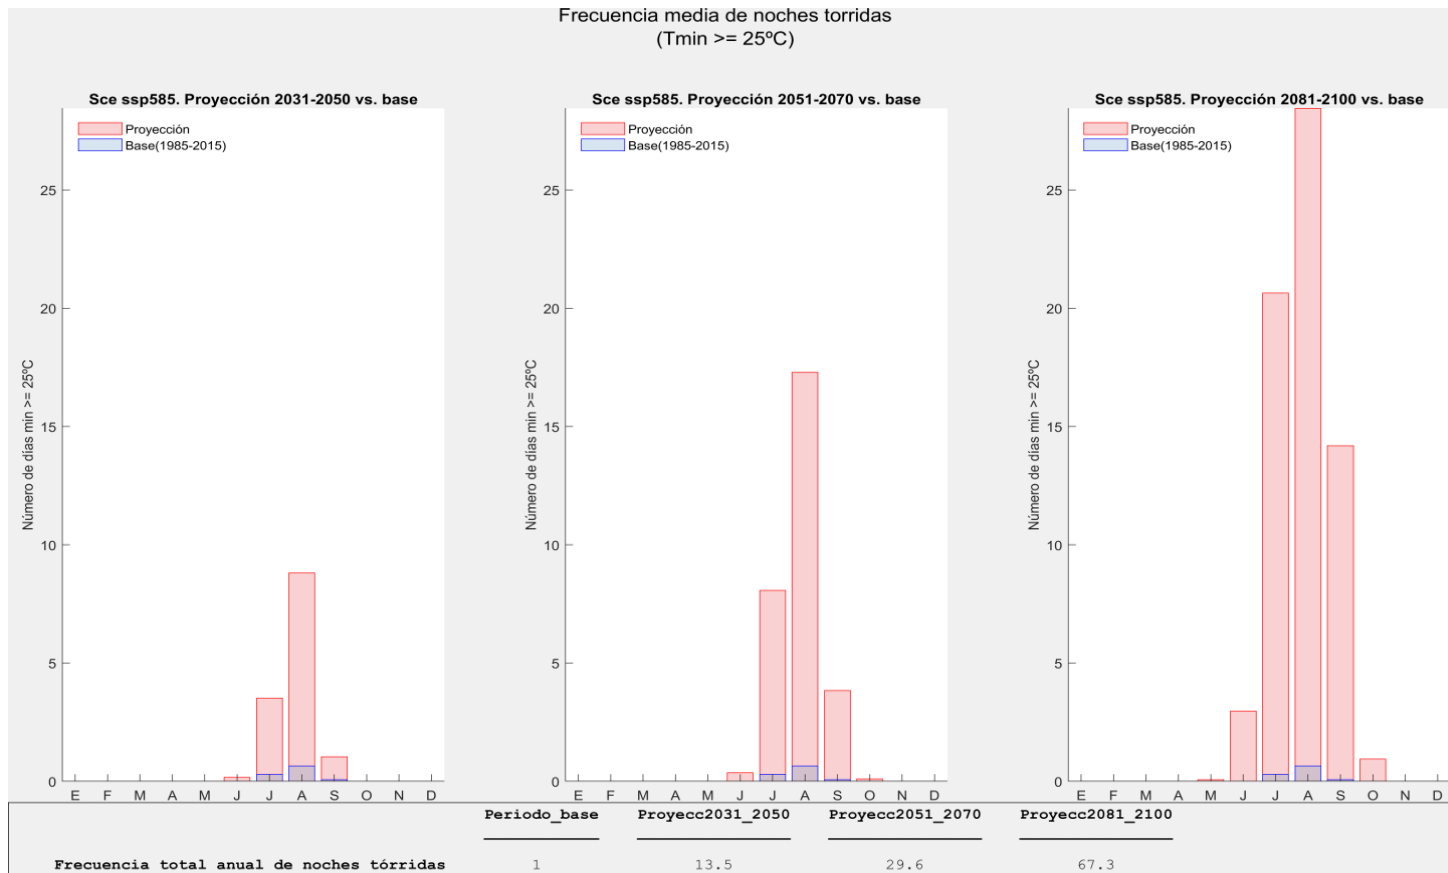 Frecuencia media de noches torridas
(Tmin >= 25ºC)
Sce ssp585. Proyección 2031-2050 vs. base
Proyección
Base(1985-2015)
25
20
15
10
5
0
Número de días min >= 25ºC
E F M A M J J A S O N D
Sce ssp585. Proyección 2051-2070 vs. base
Proyección
Base(1985-2015)
25
20
15
10
5
0
Número de días min >= 25ºC
E F M A M J J A S O N D
Sce ssp585. Proyección 2081-2100 vs. base
Proyección
Base(1985-2015)
25
20
15
10
5
0
Número de días min >= 25ºC
E F M A M J J A S O N D
Periodo_base Proyecc2031_2050 Proyecc2051_2070 Proyecc2081_2100
Frecuencia total anual de noches tórridas 1 13.5 29.6 67.3